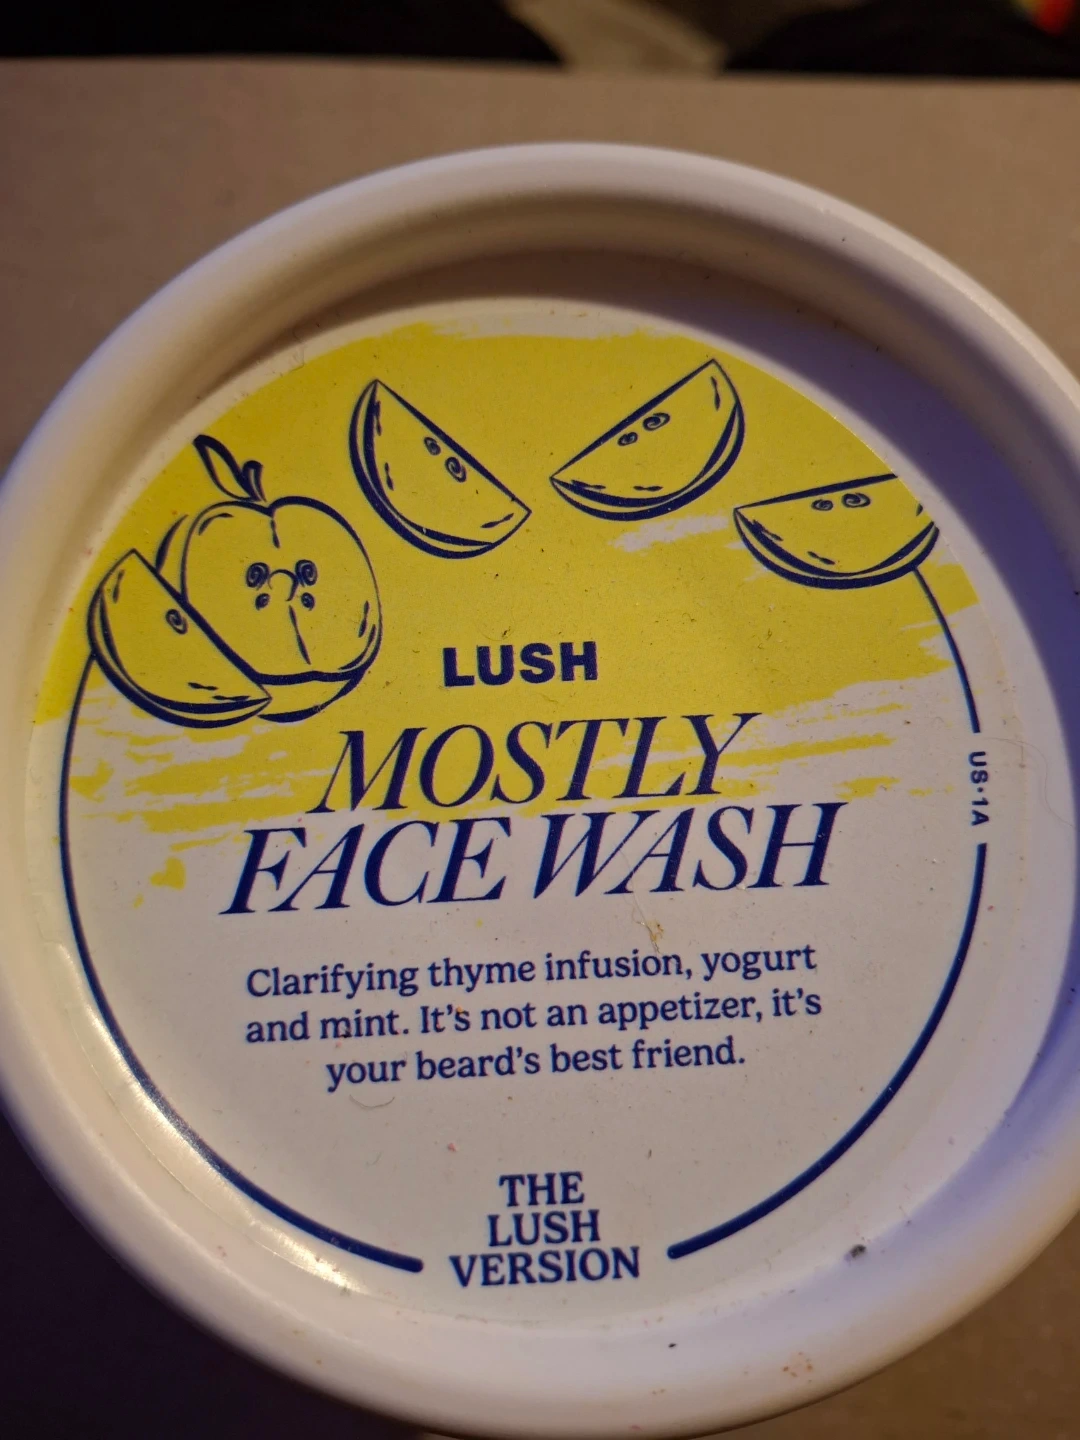 LUSH
MOSTLY
FACE WASH
US·1A
Clarifying thyme infusion, yogurt
and mint. It's not an appetizer, it's
your beard's best friend.
THE
LUSH
VERSION